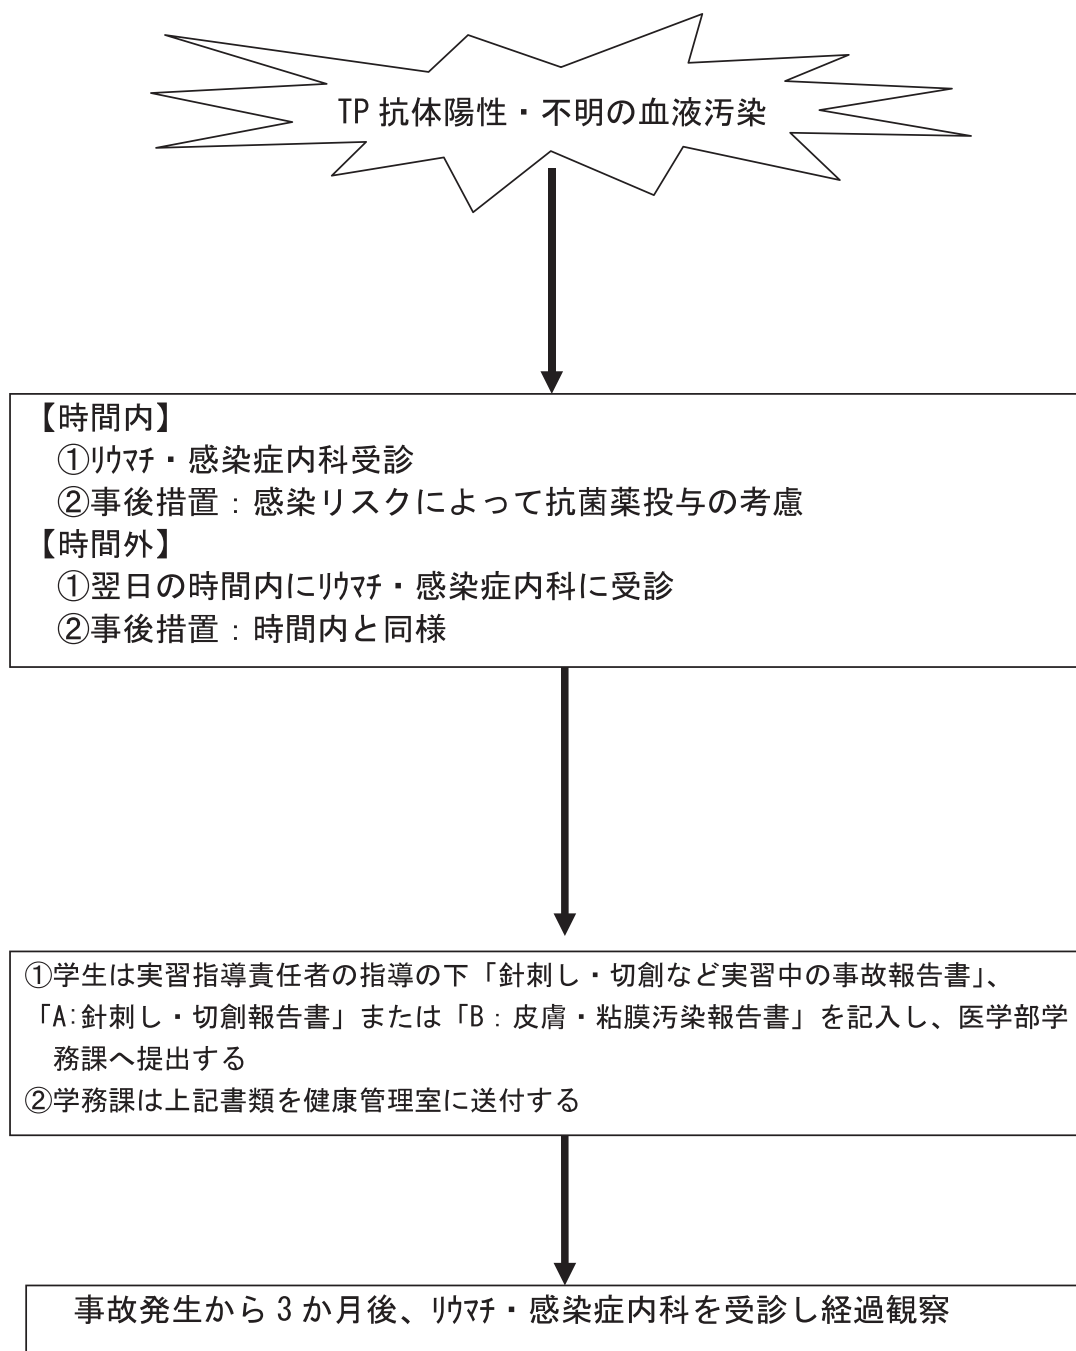 TP 抗体陽性・不明の血液汚染
【時間内】
①ﾘｳﾏﾁ・感染症内科受診
②事後措置：感染リスクによって抗菌薬投与の考慮
【時間外】
①翌日の時間内にﾘｳﾏﾁ・感染症内科に受診
②事後措置：時間内と同様
①学生は実習指導責任者の指導の下「針刺し・切創など実習中の事故報告書」、
「A:針刺し・切創報告書」または「B：皮膚・粘膜汚染報告書」を記入し、医学部学
務課へ提出する
②学務課は上記書類を健康管理室に送付する
事故発生から 3 か月後、ﾘｳﾏﾁ・感染症内科を受診し経過観察